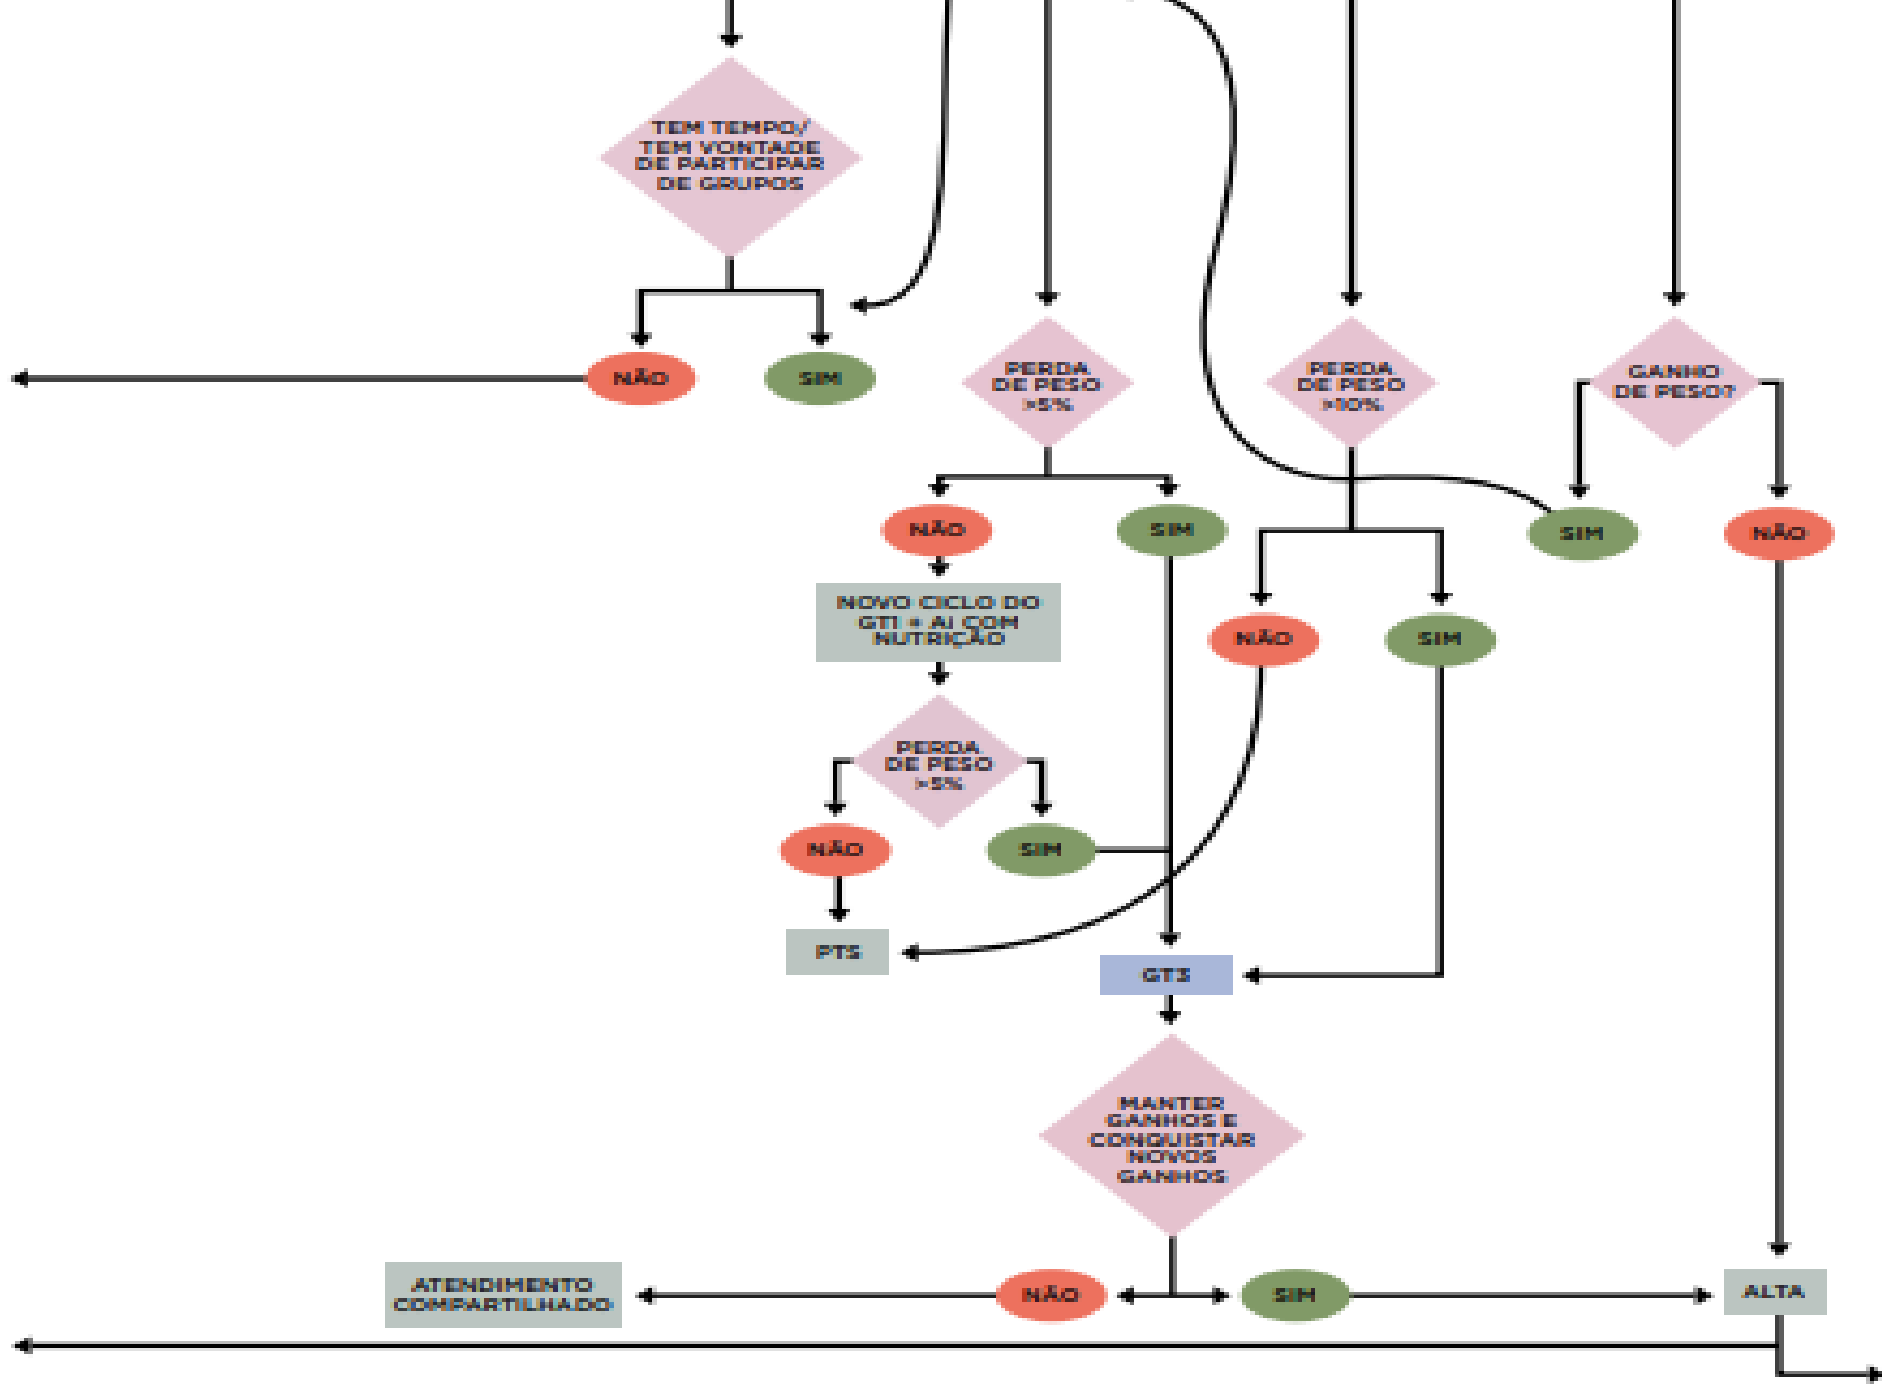 TEM TEMPO/
TEM VONTADE
DE PARTICIPAR
DE GRUPOS
NÃO
SIM
PERDA
DE PESO
>5%
PERDA
DE PESO
>10%
GANHO
DE PESO?
NÃO
SIM
SIM
NÃO
NOVO CICLO DO
GT1 + AI COM
NUTRIÇÃO
NÃO
SIM
PERDA
DE PESO
>5%
NÃO
SIM
PTS
GT3
MANTER
GANHOS E
CONQUISTAR
NOVOS
GANHOS
ATENDIMENTO
COMPARTILHADO
NÃO
SIM
ALTA